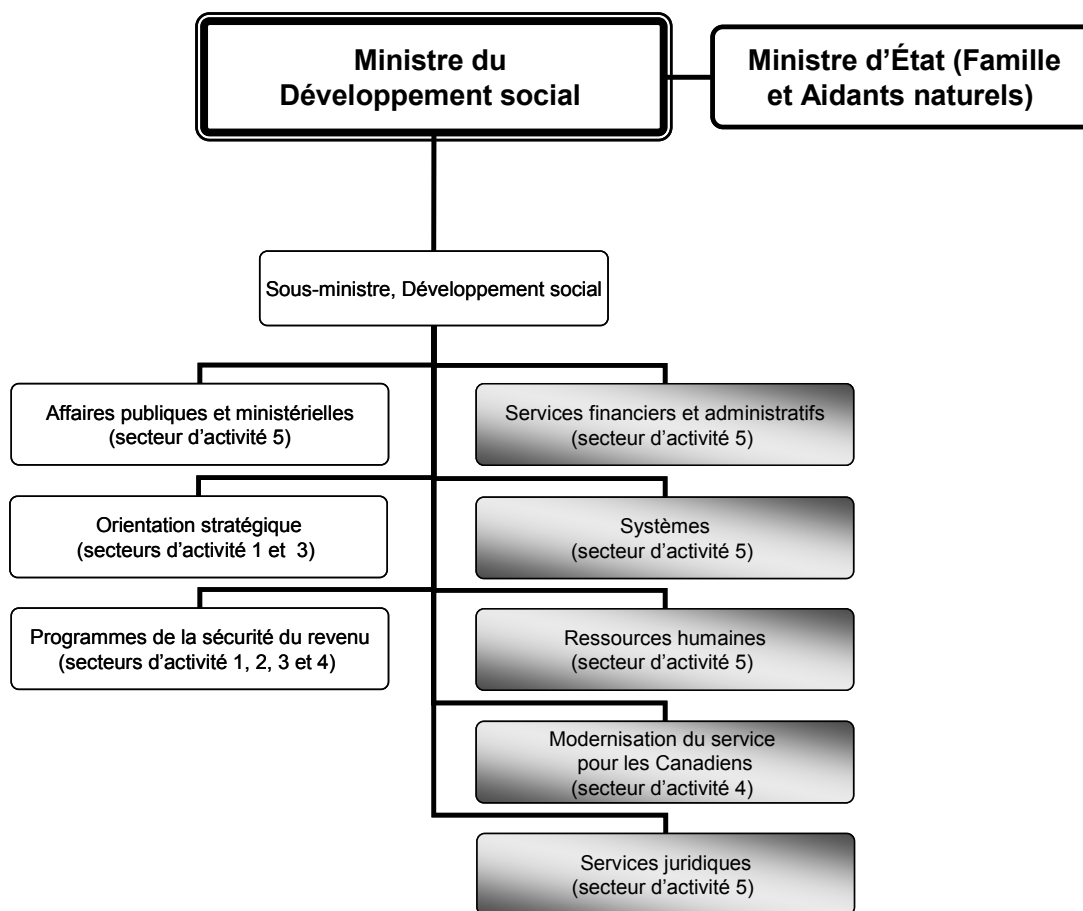 Ministre du
Développement social
Ministre d'État (Famille
et Aidants naturels)
Sous-ministre, Développement social
Affaires publiques et ministérielles
(secteur d'activité 5)
Services financiers et administratifs
(secteur d'activité 5)
Orientation stratégique
(secteurs d'activité 1 et 3)
Systèmes
(secteur d'activité 5)
Programmes de la sécurité du revenu
(secteurs d'activité 1, 2, 3 et 4)
Ressources humaines
(secteur d'activité 5)
Modernisation du service
pour les Canadiens
(secteur d'activité 4)
Services juridiques
(secteur d'activité 5)